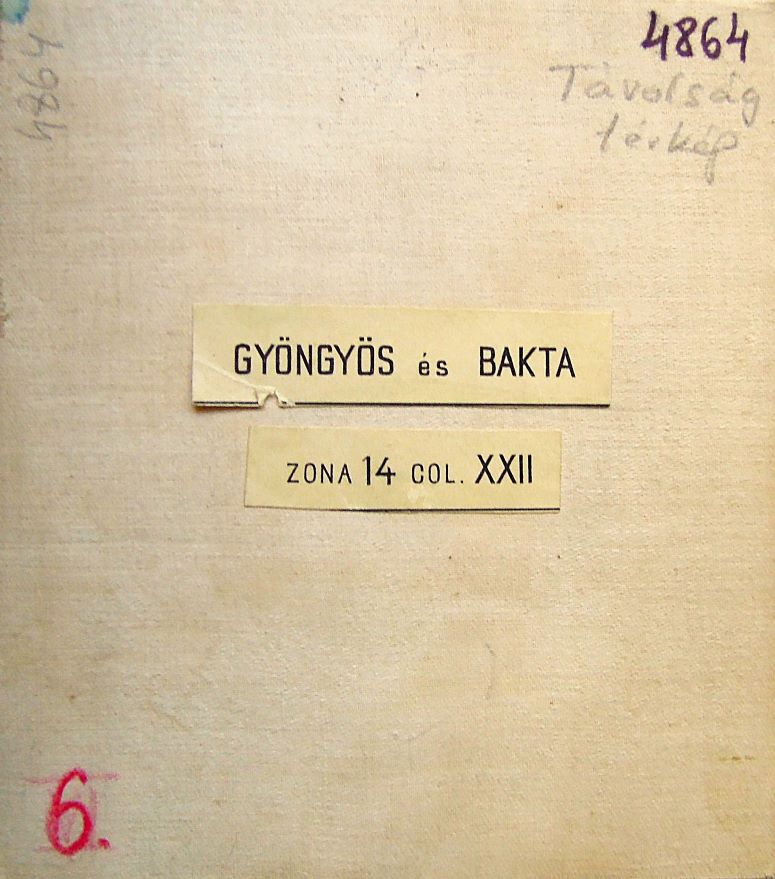 4864
4864
Távolság
térkép
GYÖNGYÖS és BAKTA
ZONA 14 COL. XXII
6.